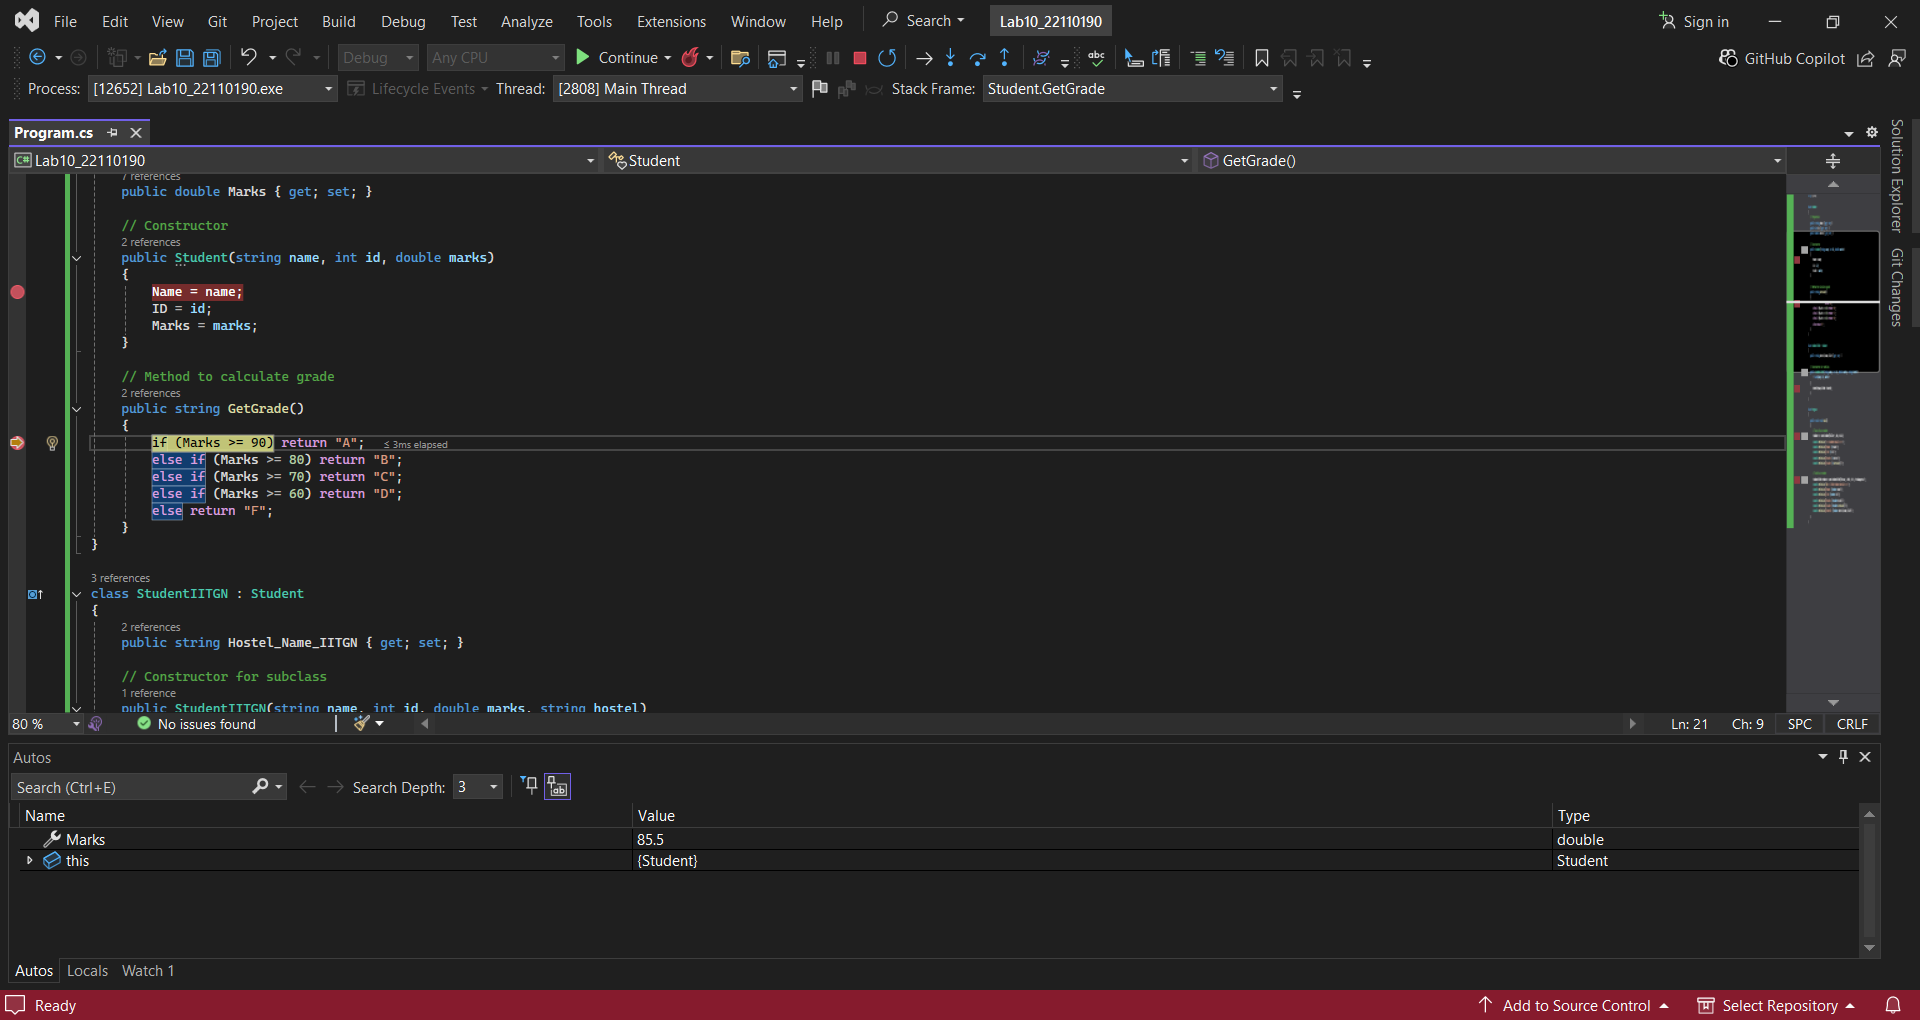 File Edit View Git Project Build Debug Test Analyze Tools Extensions Window Help Search Lab10_22110190 Sign in
Debug Any CPU Continue abc GitHub Copilot
Process: [12652] Lab10_22110190.exe Lifecycle Events Thread: [2808] Main Thread Stack Frame: Student.GetGrade
Program.cs
C# Lab10_22110190 Student GetGrade()
7 references
public double Marks { get; set; }
// Constructor
2 references
public Student(string name, int id, double marks)
{
Name = name;
ID = id;
Marks = marks;
}
// Method to calculate grade
2 references
public string GetGrade()
{
if (Marks >= 90) return "A"; ≤ 3ms elapsed
else if (Marks >= 80) return "B";
else if (Marks >= 70) return "C";
else if (Marks >= 60) return "D";
else return "F";
}
}
3 references
class StudentIITGN : Student
{
2 references
public string Hostel_Name_IITGN { get; set; }
// Constructor for subclass
1 reference
public StudentIITGN(string name, int id, double marks, string hostel)
80 % No issues found Ln: 21 Ch: 9 SPC CRLF
Solution Explorer
Git Changes
Autos
Search (Ctrl+E) Search Depth: 3
Name Value Type
Marks 85.5 double
this {Student} Student
Autos Locals Watch 1
Ready Add to Source Control Select Repository